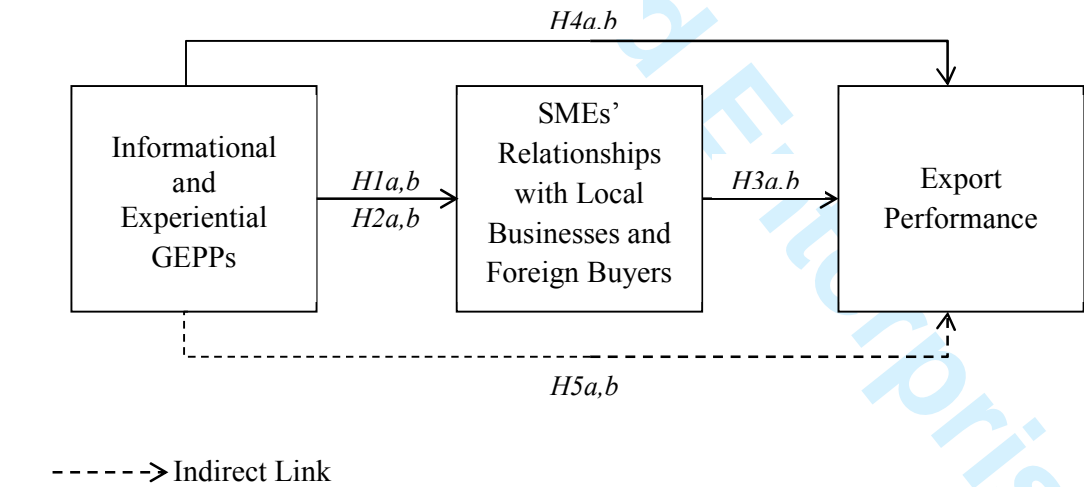 H4a,b
Informational
and
Experiential
GEPPs
H1a,b
H2a,b
SMEs’
Relationships
with Local
Businesses and
Foreign Buyers
H3a,b
Export
Performance
H5a,b
Indirect Link
d Enterpris